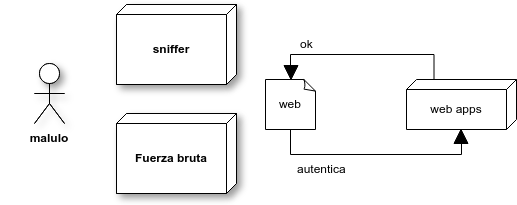 sniffer
ok
web
web apps
malulo
Fuerza bruta
autentica